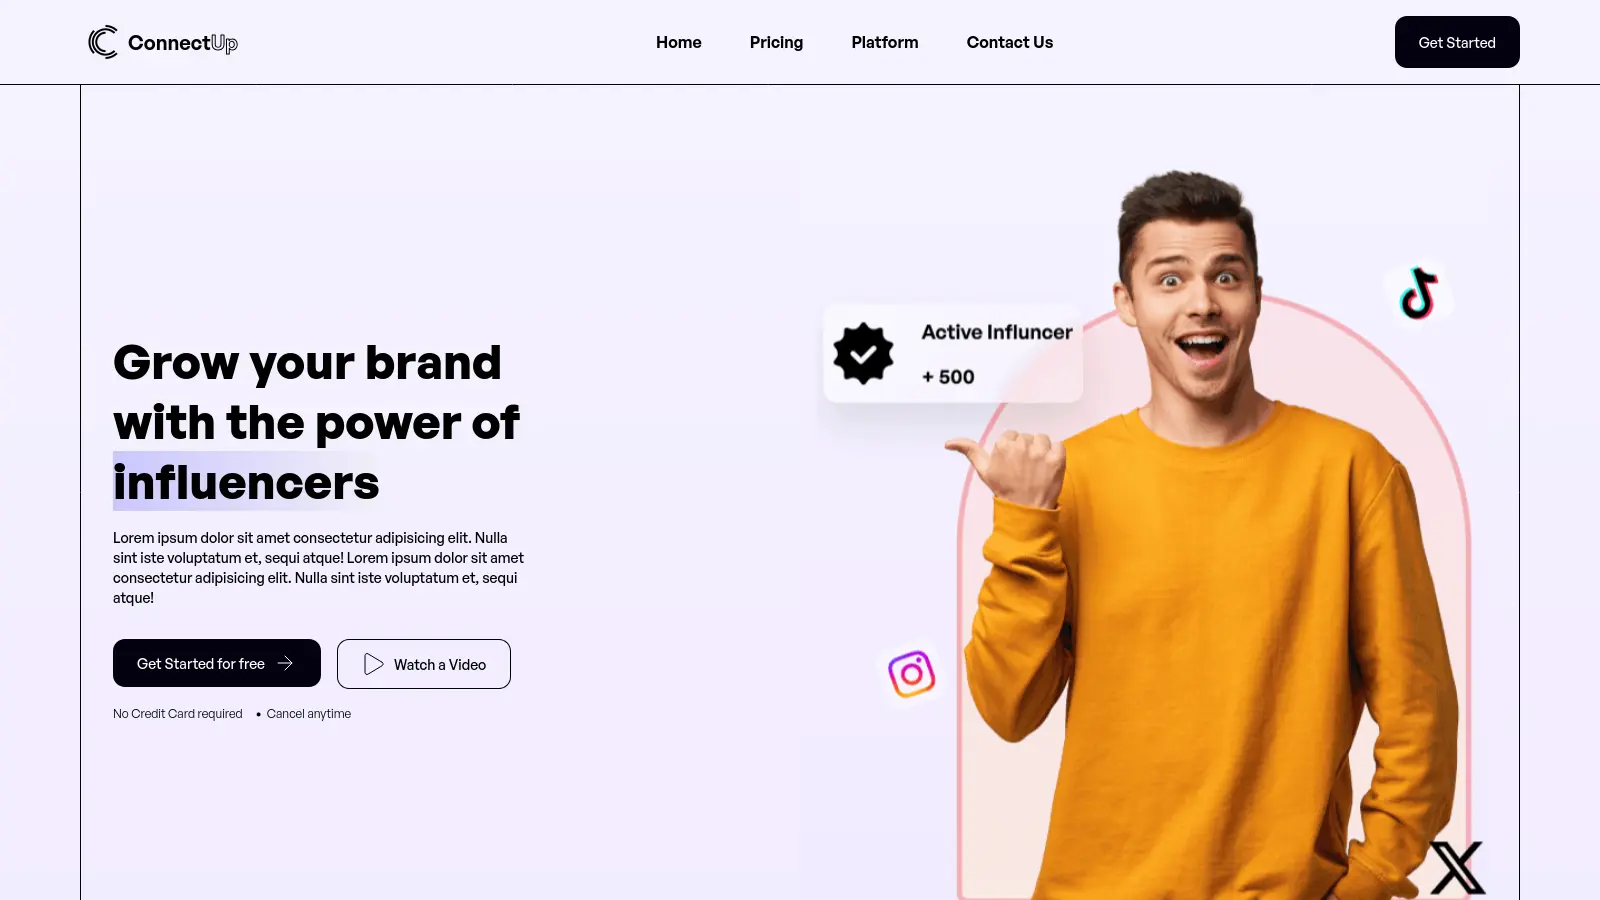 ConnectUp
Home
Pricing
Platform
Contact Us
Get Started
Grow your brand
with the power of
influencers
Lorem ipsum dolor sit amet consectetur adipisicing elit. Nulla
sint iste voluptatum et, sequi atque! Lorem ipsum dolor sit amet
consectetur adipisicing elit. Nulla sint iste voluptatum et, sequi
atque!
Get Started for free
Watch a Video
No Credit Card required • Cancel anytime
Active Influncer
+ 500